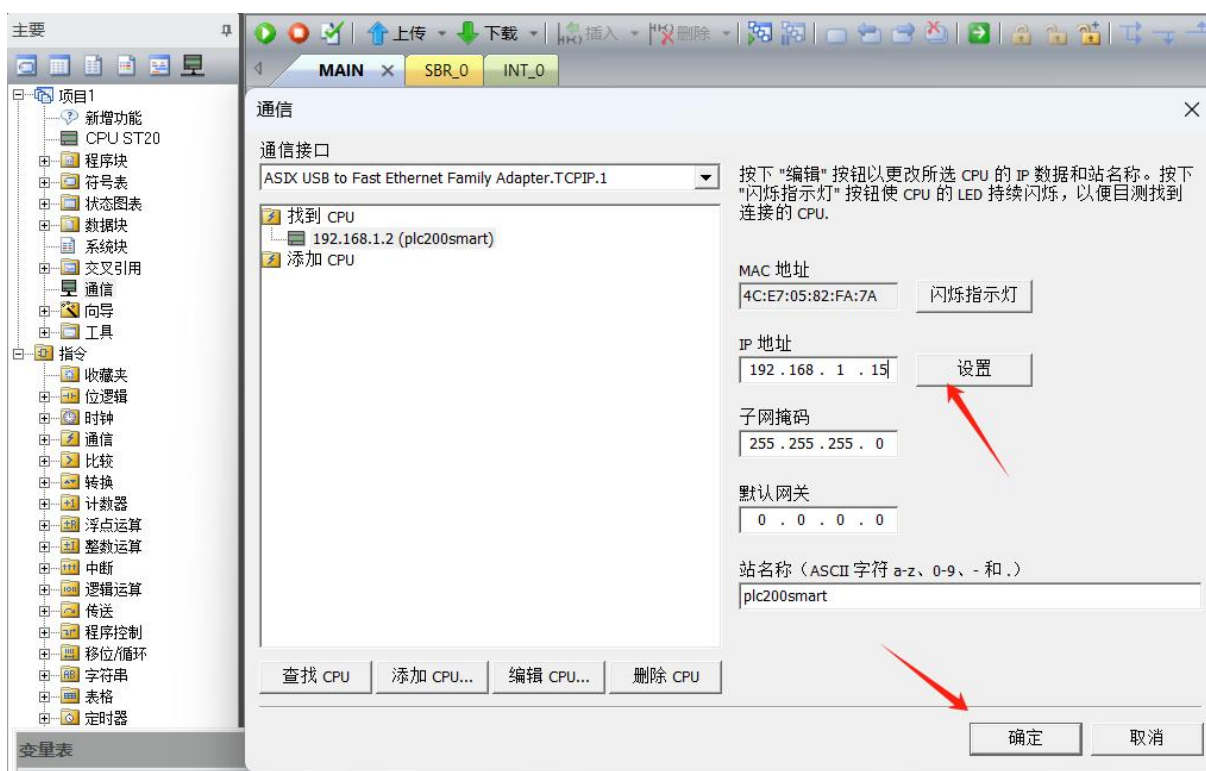 主要
上传
下载
插入
删除
MAIN
SBR_0
INT_0
项目1
新增功能
CPU ST20
程序块
符号表
状态图表
数据块
系统块
交叉引用
通信
向导
工具
指令
收藏夹
位逻辑
时钟
通信
比较
转换
计数器
浮点运算
整数运算
中断
逻辑运算
传送
程序控制
移位/循环
字符串
表格
定时器
变量表
通信
通信接口
ASIX USB to Fast Ethernet Family Adapter.TCPIP.1
找到 CPU
192.168.1.2 (plc200smart)
添加 CPU
查找 CPU
添加 CPU...
编辑 CPU...
删除 CPU
按下 "编辑" 按钮以更改所选 CPU 的 IP 数据和站名称。按下
"闪烁指示灯" 按钮使 CPU 的 LED 持续闪烁，以便目测找到
连接的 CPU.
MAC 地址
4C:E7:05:82:FA:7A
闪烁指示灯
IP 地址
192 . 168 . 1 . 15
设置
子网掩码
255 . 255 . 255 . 0
默认网关
0 . 0 . 0 . 0
站名称（ASCII 字符 a-z、0-9、- 和 .）
plc200smart
确定
取消